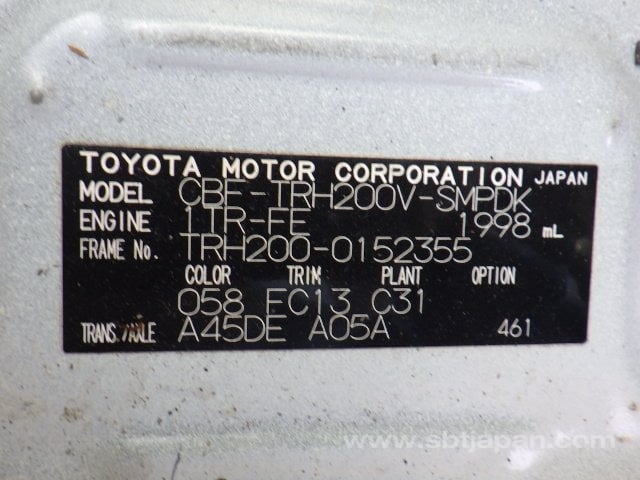 TOYOTA MOTOR CORPORATION JAPAN
MODEL CBF-TRH200V-SMPDK
ENGINE 1TR-FE 1998 mL
FRAME No. TRH200-0152355
COLOR TRIM PLANT OPTION
058 FC13 C31
TRANS./AXLE A45DE A05A 461
www.sbtjapan.com